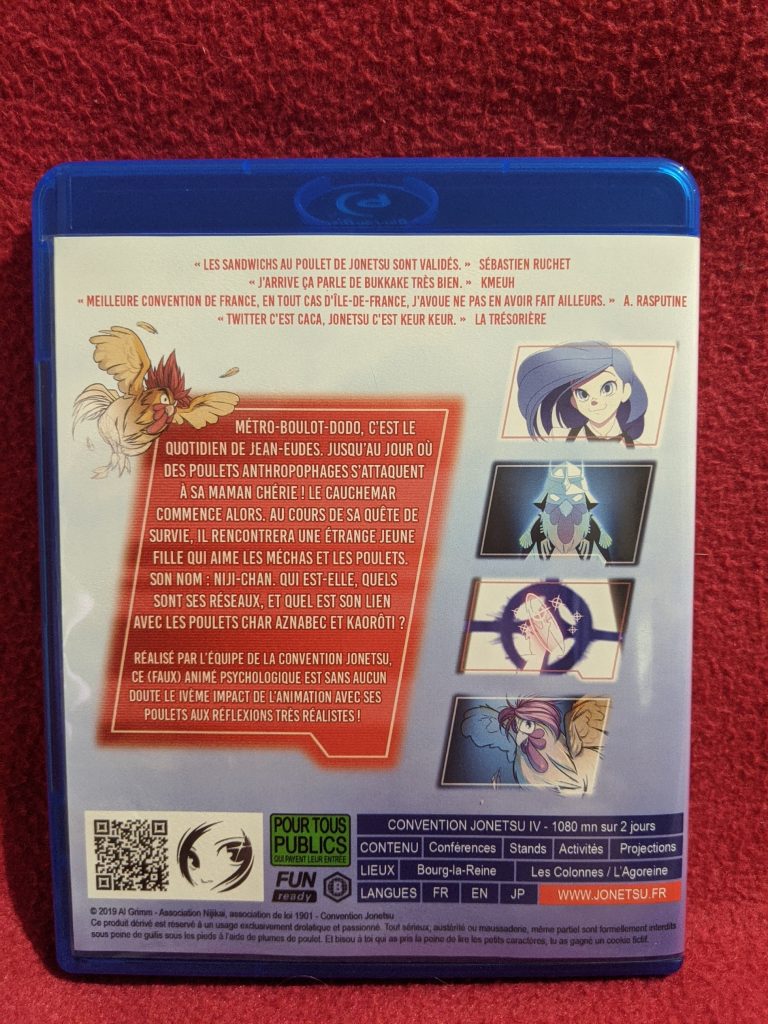 « LES SANDWICHS AU POULET DE JONETSU SONT VALIDÉS. » SÉBASTIEN RUCHET
« J'ARRIVE ÇA PARLE DE BUKKAKE TRÈS BIEN. » KMEUH
« MEILLEURE CONVENTION DE FRANCE, EN TOUT CAS D'ÎLE-DE-FRANCE, J'AVOUE NE PAS EN AVOIR FAIT AILLEURS. » A. RASPUTINE
« TWITTER C'EST CACA, JONETSU C'EST KEUR KEUR. » LA TRÉSORIÈRE
MÉTRO-BOULOT-DODO, C'EST LE
QUOTIDIEN DE JEAN-EUDES. JUSQU'AU JOUR OÙ
DES POULETS ANTHROPOPHAGES S'ATTAQUENT
À SA MAMAN CHÉRIE ! LE CAUCHEMAR
COMMENCE ALORS. AU COURS DE SA QUÊTE DE
SURVIE, IL RENCONTRERA UNE ÉTRANGE JEUNE
FILLE QUI AIME LES MÉCHAS ET LES POULETS.
SON NOM : NIJI-CHAN. QUI EST-ELLE, QUELS
SONT SES RÉSEAUX, ET QUEL EST SON LIEN
AVEC LES POULETS CHAR AZNABEC ET KAORÔTI ?
RÉALISÉ PAR L'ÉQUIPE DE LA CONVENTION JONETSU,
CE (FAUX) ANIMÉ PSYCHOLOGIQUE EST SANS AUCUN
DOUTE LE IVÈME IMPACT DE L'ANIMATION AVEC SES
POULETS AUX RÉFLEXIONS TRÈS RÉALISTES !
POUR TOUS
PUBLICS
QUI PAYENT LEUR ENTRÉE
FUN
ready
B
CONVENTION JONETSU IV - 1080 mn sur 2 jours
CONTENU Conférences Stands Activités Projections
LIEUX Bourg-la-Reine Les Colonnes / L'Agoreine
LANGUES FR EN JP WWW.JONETSU.FR
© 2019 Al Grimm - Association Nijikai, association de loi 1901 - Convention Jonetsu
Ce produit dérivé est réservé à un usage exclusivement drolatique et passionné. Tout sérieux, austérité ou maussaderie, même partiel sont formellement interdits
sous peine de guilis sous les pieds à l'aide de plumes de poulet. Et bisou à toi qui as pris la peine de lire les petits caractères, tu as gagné un cookie fictif.